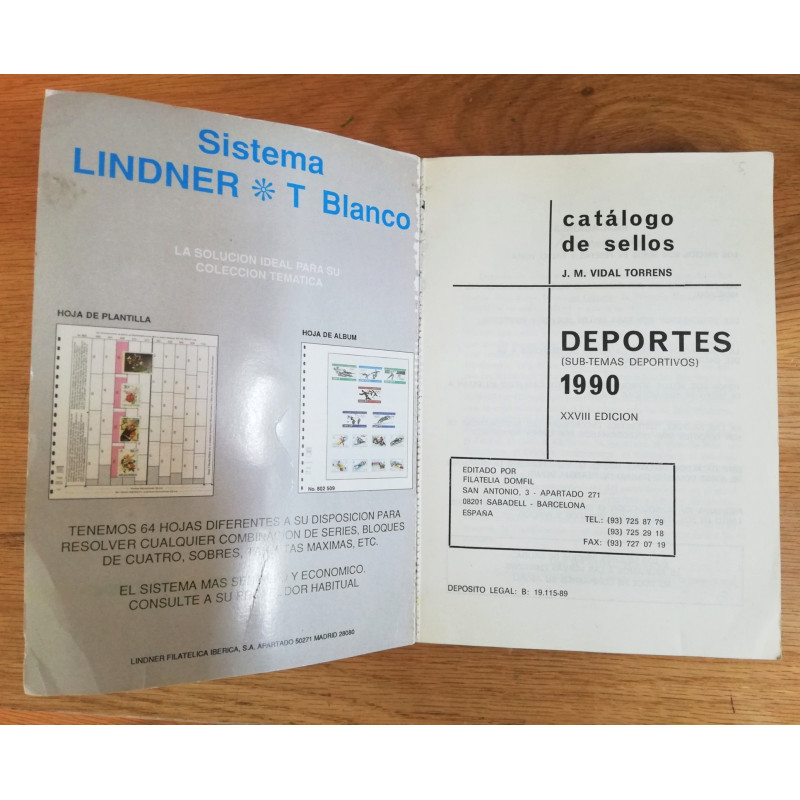 Sistema
LINDNER ✻ T Blanco
LA SOLUCION IDEAL PARA SU
COLECCION TEMATICA
HOJA DE PLANTILLA
HOJA DE ALBUM
No. 802 508
TENEMOS 64 HOJAS DIFERENTES A SU DISPOSICION PARA
RESOLVER CUALQUIER COMBINACION DE SERIES, BLOQUES
DE CUATRO, SOBRES, MAXIMAS, ETC.
EL SISTEMA MAS Y ECONOMICO.
CONSULTE A SU HABITUAL
LINDNER FILATELICA IBERICA, S.A. APARTADO 50271 MADRID 28080
catálogo
de sellos
J. M. VIDAL TORRENS
DEPORTES
(SUB-TEMAS DEPORTIVOS)
1990
XXVIII EDICION
EDITADO POR
FILATELIA DOMFIL
SAN ANTONIO, 3 - APARTADO 271
08201 SABADELL - BARCELONA
ESPAÑA
TEL.: (93) 725 87 79
(93) 725 29 18
FAX: (93) 727 07 19
DEPOSITO LEGAL: B: 19.115-89